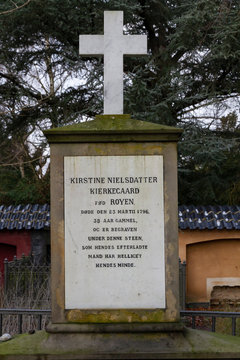 KIRSTINE NIELSDATTER
KIERKEGAARD
FØD ROYEN,
DØDE DEN 23 MARTII 1796,
38 AAR GAMMEL,
OG ER BEGRAVEN
UNDER DENNE STEEN,
SOM HENDES EFTERLADTE
MAND HAR HELLIGET
HENDES MINDE.